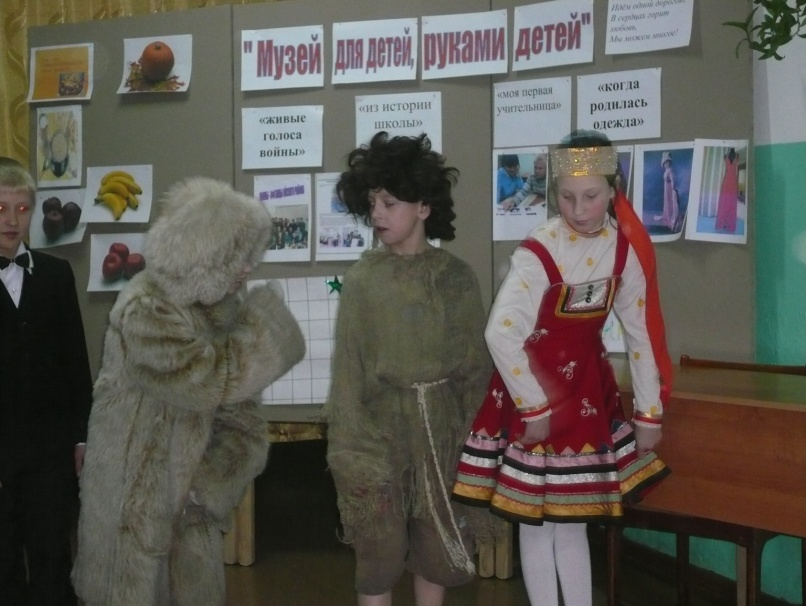 "Музей
для детей,
руками
детей"
Идём одной дорогой,
В сердцах горит
любовь,
Мы можем многое!
«живые
голоса
войны»
«из истории
школы»
«моя первая
учительница»
«когда
родилась
одежда»